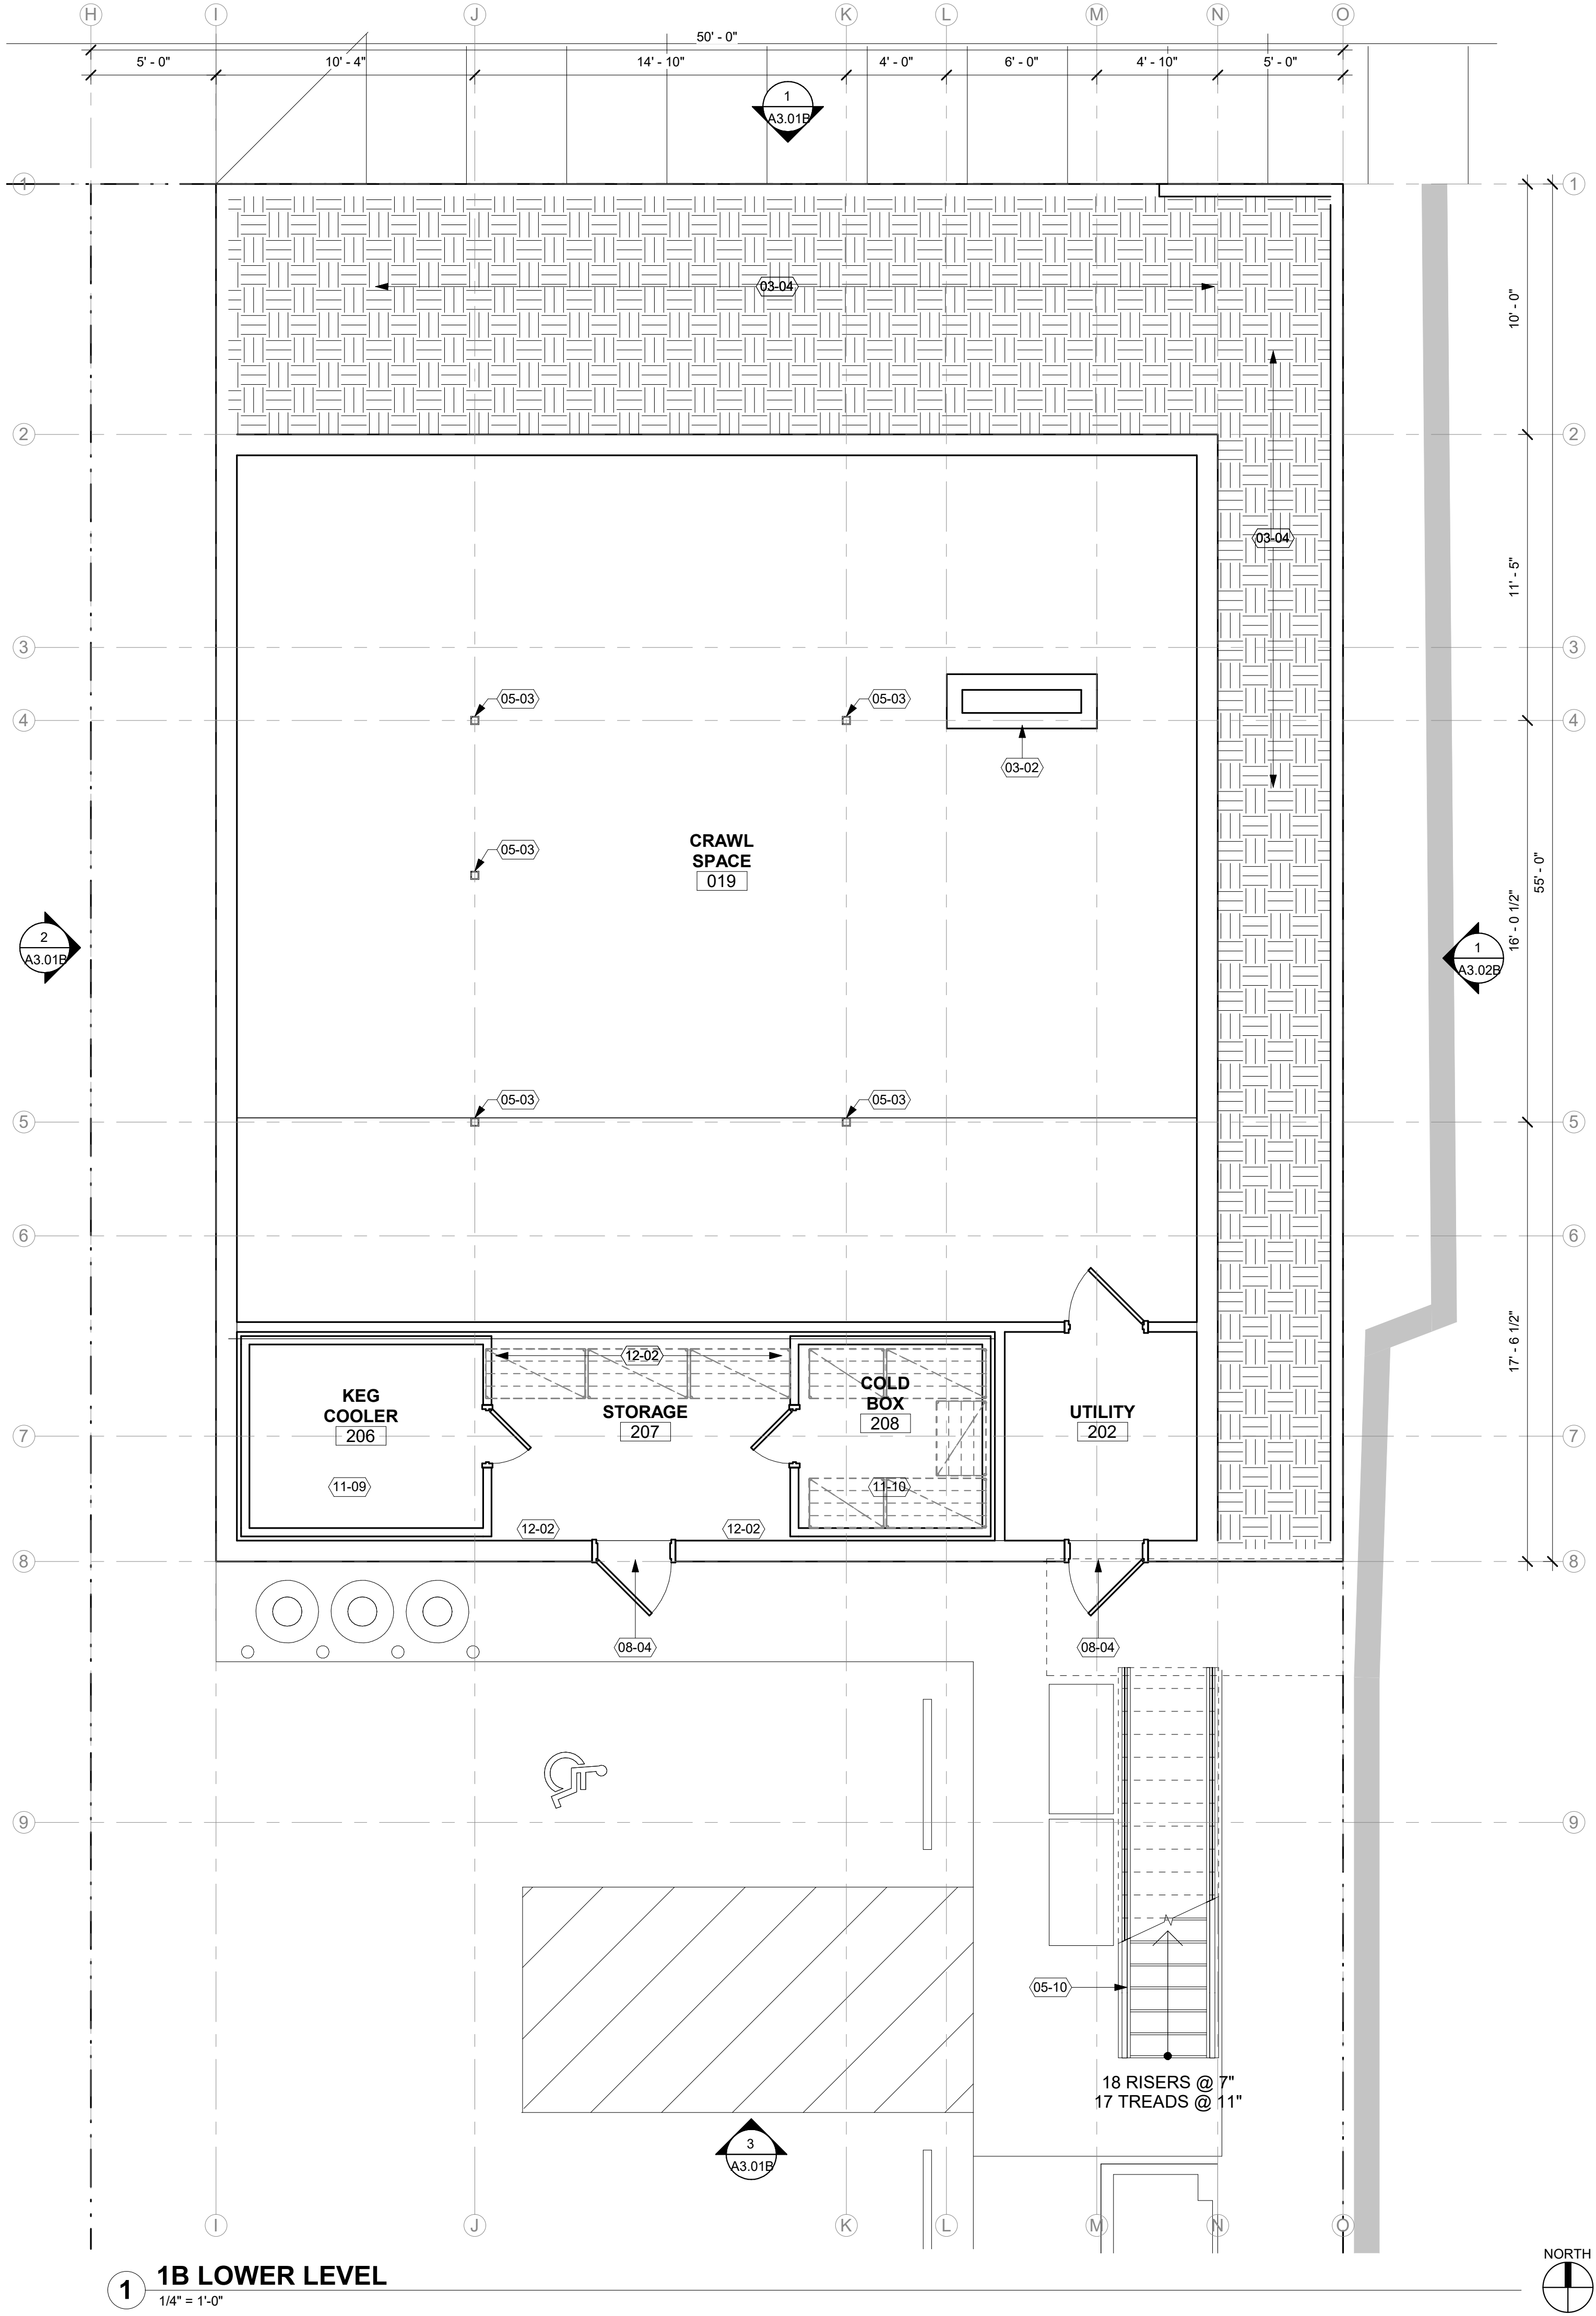 H I J K L M N O
50' - 0"
5' - 0" 10' - 4" 14' - 10" 4' - 0" 6' - 0" 4' - 10" 5' - 0"
1
A3.01B
1 1
03-04
10' - 0"
2 2
03-04
11' - 5"
3 3
05-03 05-03
4 4
03-02
CRAWL
SPACE
019
05-03
55' - 0"
16' - 0 1/2"
2
A3.01B
1
A3.02B
05-03 05-03
5 5
6 6
17' - 6 1/2"
12-02
KEG
COOLER
206
STORAGE
207
COLD
BOX
208
UTILITY
202
7 7
11-09 11-10
12-02 12-02
8 8
08-04 08-04
9 9
05-10
18 RISERS @ 7"
17 TREADS @ 11"
3
A3.01B
I J K L M N O
1 1B LOWER LEVEL
1/4" = 1'-0"
NORTH